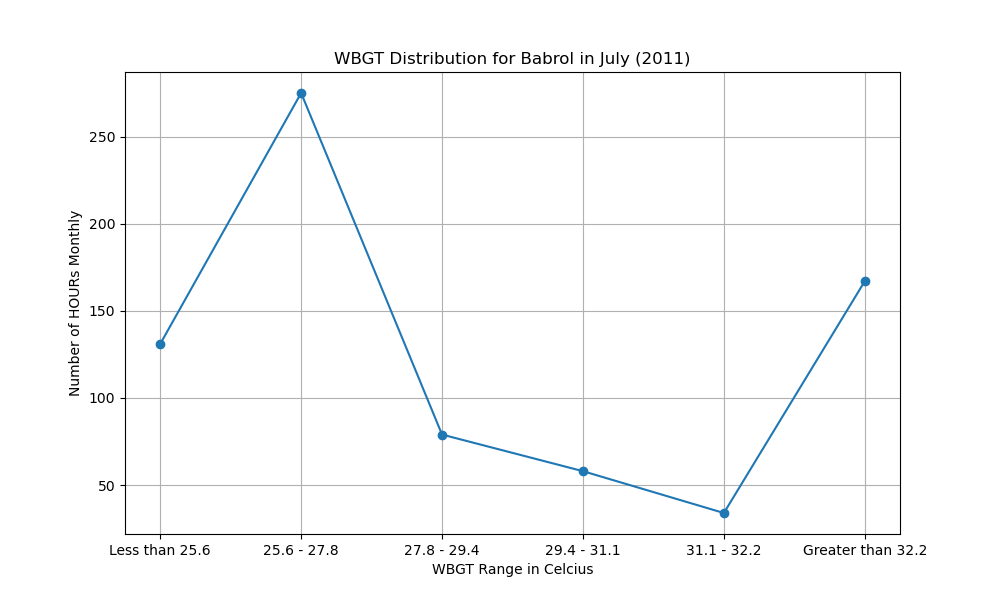 WBGT Distribution for Babrol in July (2011)
Number of HOURs Monthly
250
200
150
100
50
Less than 25.6
25.6 - 27.8
27.8 - 29.4
29.4 - 31.1
31.1 - 32.2
Greater than 32.2
WBGT Range in Celcius